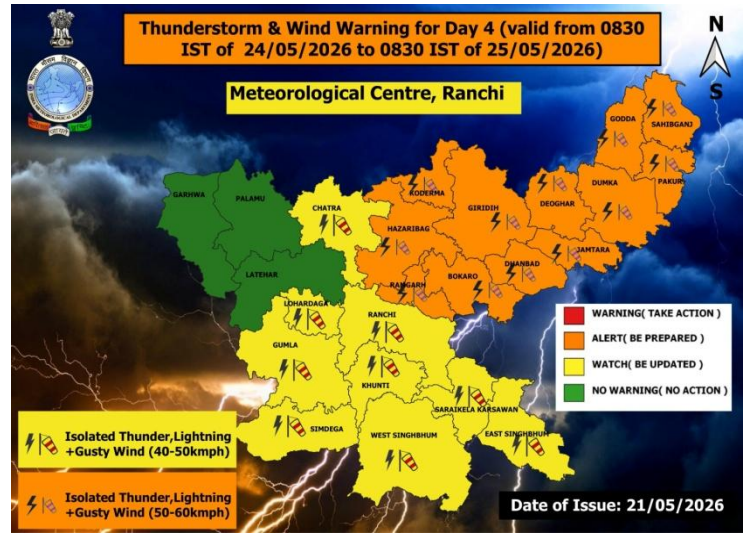 Thunderstorm & Wind Warning for Day 4 (valid from 0830
IST of 24/05/2026 to 0830 IST of 25/05/2026)
N
S
Meteorological Centre, Ranchi
GODDA
SAHIBGANJ
GARHWA
PALAMU
CHATRA
KODERMA
GIRIDIH
DEOGHAR
DUMKA
PAKUR
HAZARIBAG
JAMTARA
LATEHAR
DHANBAD
BOKARO
RAMGARH
LOHARDAGA
RANCHI
GUMLA
KHUNTI
SARAIKELA KARSAWAN
SIMDEGA
WEST SINGHBHUM
EAST SINGHBHUM
WARNING( TAKE ACTION )
ALERT( BE PREPARED )
WATCH( BE UPDATED )
NO WARNING( NO ACTION )
Isolated Thunder,Lightning
+Gusty Wind (40-50kmph)
Isolated Thunder,Lightning
+Gusty Wind (50-60kmph)
Date of Issue: 21/05/2026